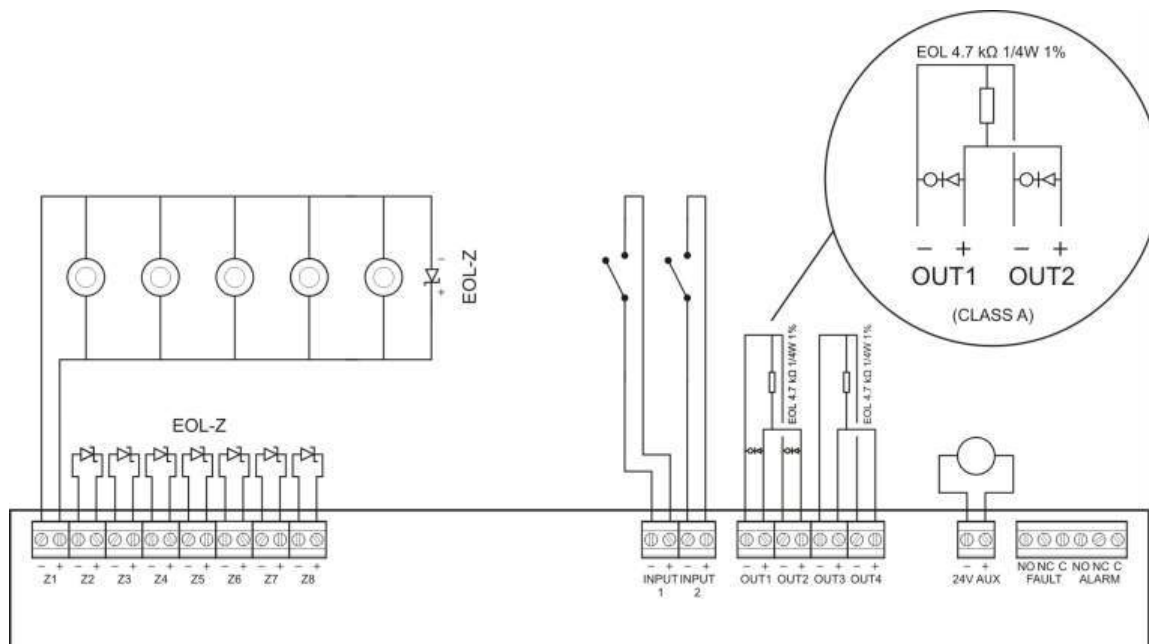 EOL 4.7 kΩ 1/4W 1%
− + − +
OUT1 OUT2
(CLASS A)
−
+
EOL-Z
EOL-Z
EOL 4.7 kΩ 1/4W 1%
EOL 4.7 kΩ 1/4W 1%
− + − + − + − + − + − + − + − +
Z1 Z2 Z3 Z4 Z5 Z6 Z7 Z8
− + − +
INPUT INPUT
1 2
− + − + − + − +
OUT1 OUT2 OUT3 OUT4
− +
24V AUX
NO NC C NO NC C
FAULT ALARM